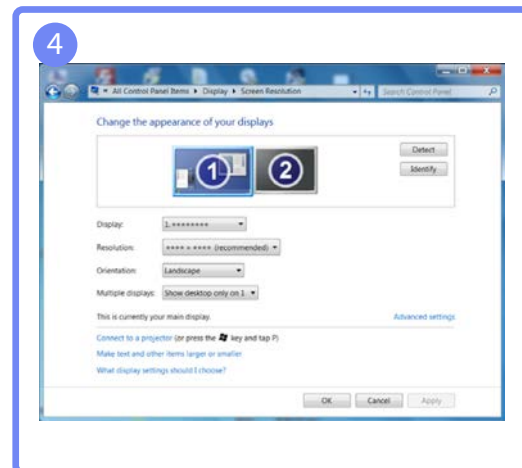 4
All Control Panel Items ▸ Display ▸ Screen Resolution
Search Control Panel
Change the appearance of your displays
1
2
Detect
Identify
Display:
1. ********
Resolution:
**** × **** (recommended)
Orientation:
Landscape
Multiple displays:
Show desktop only on 1
This is currently your main display.
Advanced settings
Connect to a projector (or press the key and tap P)
Make text and other items larger or smaller
What display settings should I choose?
OK
Cancel
Apply